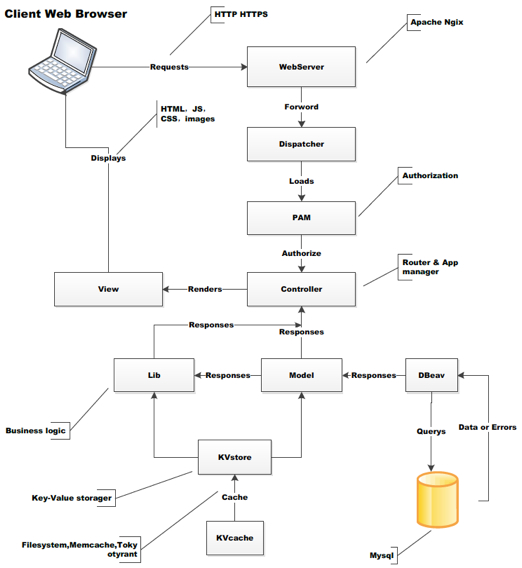 Client Web Browser
HTTP HTTPS
Apache Ngix
Requests
WebServer
HTML, JS,
CSS, images
Forword
Dispatcher
Displays
Loads
Authorization
PAM
Authorize
Router & App
manager
View
Renders
Controller
Responses
Responses
Lib
Responses
Model
Responses
DBeav
Business logic
Querys
Data or Errors
KVstore
Key-Value storager
Cache
Filesystem,Memcache,Toky
otyrant
KVcache
Mysql